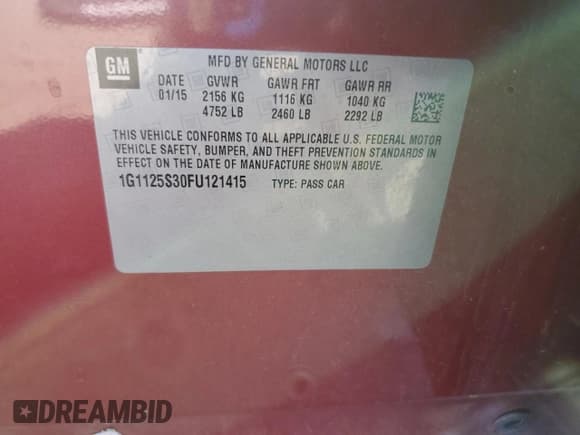 GM
MFD BY GENERAL MOTORS LLC
DATE GVWR GAWR FRT GAWR RR
01/15 2156 KG 1116 KG 1040 KG
4752 LB 2460 LB 2292 LB
THIS VEHICLE CONFORMS TO ALL APPLICABLE U.S. FEDERAL MOTOR
VEHICLE SAFETY, BUMPER, AND THEFT PREVENTION STANDARDS IN
EFFECT ON THE DATE OF MANUFACTURE SHOWN ABOVE.
1G1125S30FU121415 TYPE: PASS CAR
DREAMBID